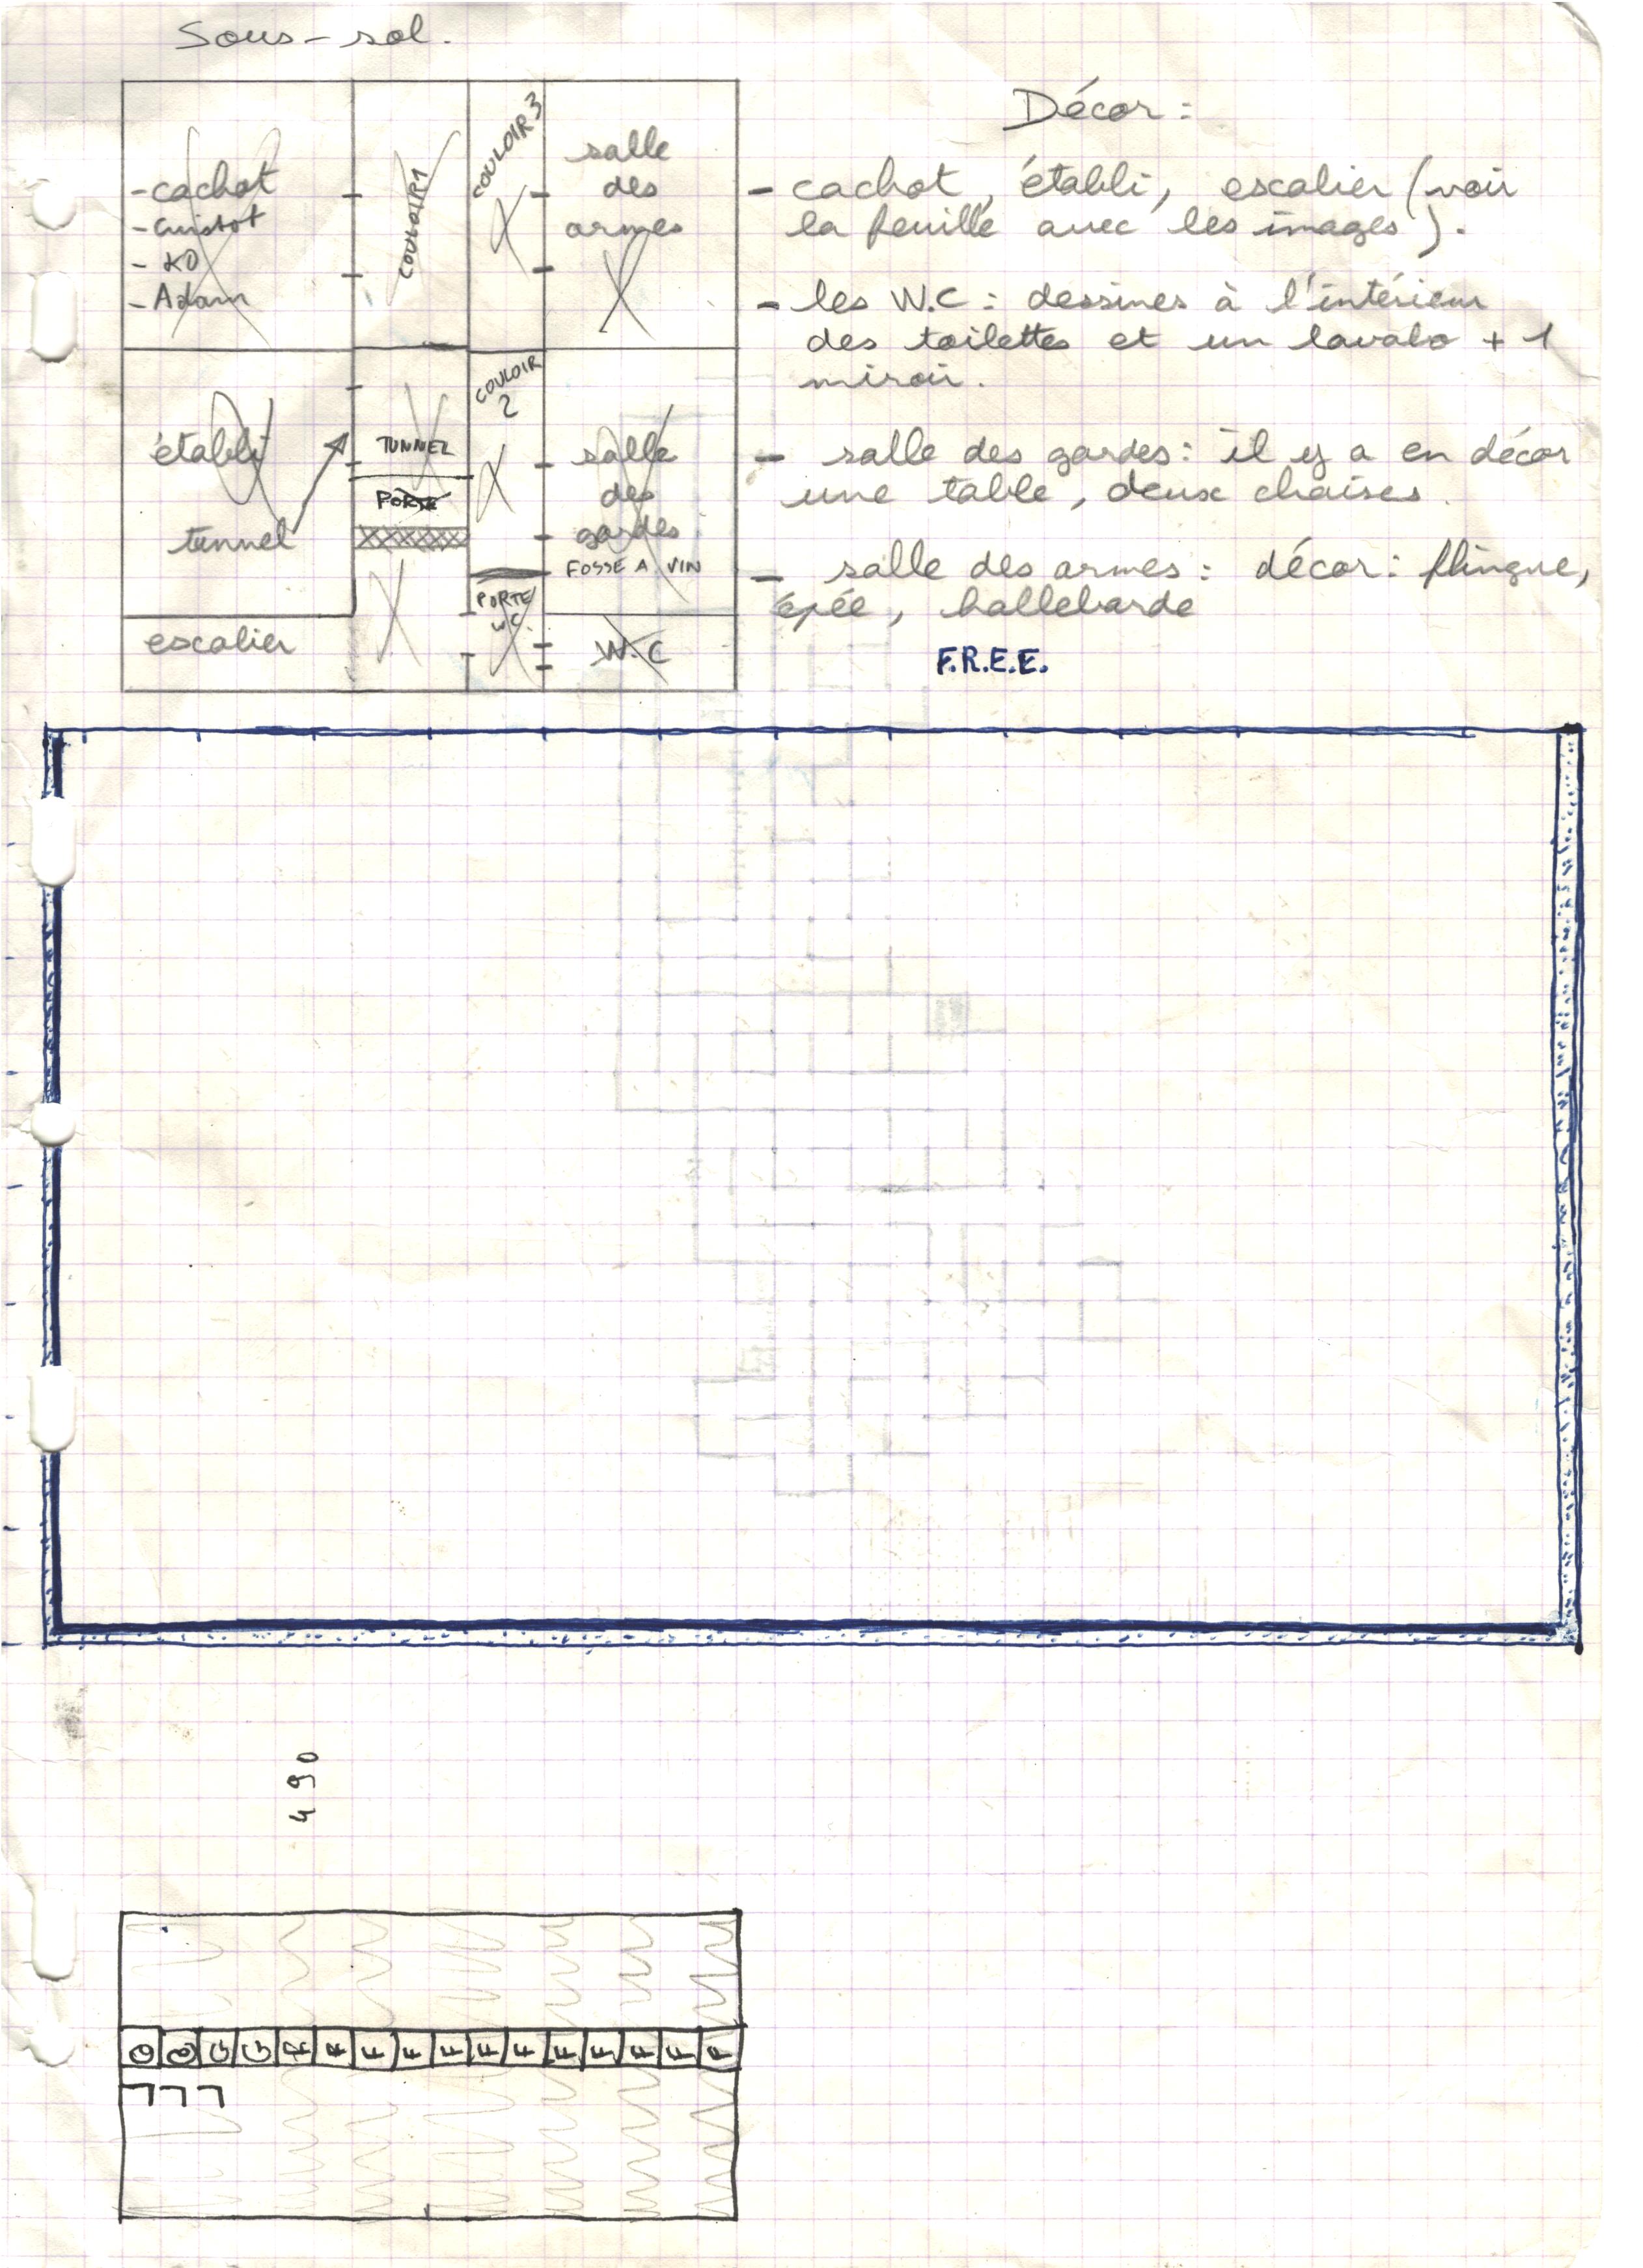 Sous-sol.
COULOIR 3
salle
des
armes
COULOIR 1
-cachot
-Cuistot
- KO
-Adam
COULOIR
2
établi
TUNNEL
PORTE
salle
des
gardes
tunnel
FOSSE A VIN
PORTE
W.C.
escalier
W.C
Décor :
- cachot, établi, escalier (voir
la feuille avec les images).
- les W.C : dessines à l'intérieur
des toilettes et un lavabo + 1
miroir.
- salle des gardes : il y a en décor
une table, deux chaises.
- salle des armes : décor : flingue,
épée, hallebarde
F.R.E.E.
490